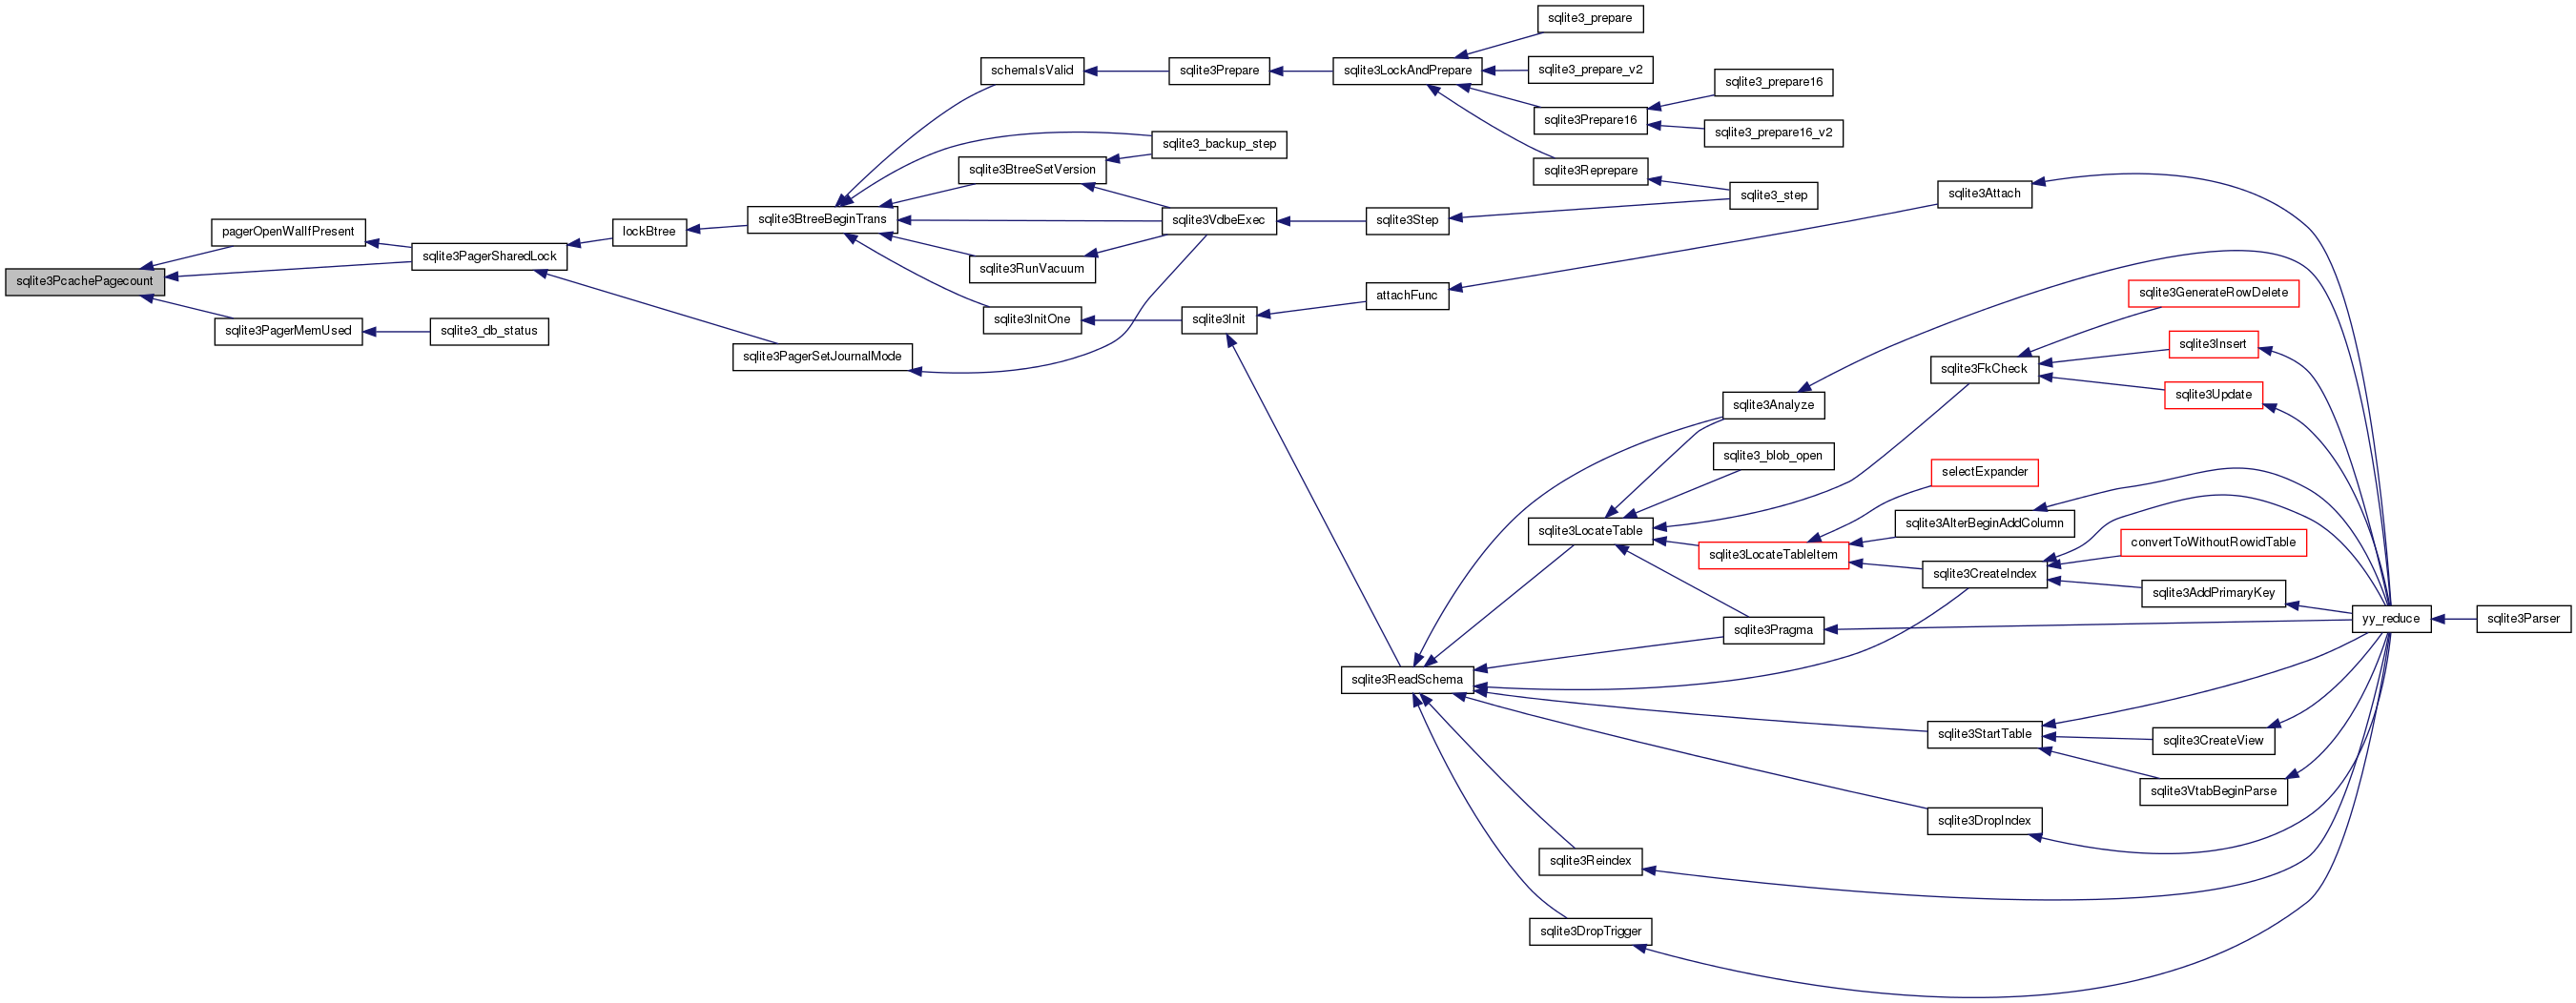 sqlite3_prepare
schemaIsValid
sqlite3Prepare
sqlite3LockAndPrepare
sqlite3_prepare_v2
sqlite3_prepare16
sqlite3Prepare16
sqlite3_prepare16_v2
sqlite3_backup_step
sqlite3BtreeSetVersion
sqlite3Reprepare
sqlite3_step
sqlite3Attach
pagerOpenWalIfPresent
lockBtree
sqlite3BtreeBeginTrans
sqlite3VdbeExec
sqlite3Step
sqlite3PagerSharedLock
sqlite3RunVacuum
sqlite3PcachePagecount
attachFunc
sqlite3GenerateRowDelete
sqlite3PagerMemUsed
sqlite3_db_status
sqlite3InitOne
sqlite3Init
sqlite3Insert
sqlite3PagerSetJournalMode
sqlite3FkCheck
sqlite3Update
sqlite3Analyze
sqlite3_blob_open
selectExpander
sqlite3LocateTable
sqlite3AlterBeginAddColumn
sqlite3LocateTableItem
convertToWithoutRowidTable
sqlite3CreateIndex
sqlite3AddPrimaryKey
sqlite3Pragma
yy_reduce
sqlite3Parser
sqlite3ReadSchema
sqlite3StartTable
sqlite3CreateView
sqlite3VtabBeginParse
sqlite3DropIndex
sqlite3Reindex
sqlite3DropTrigger